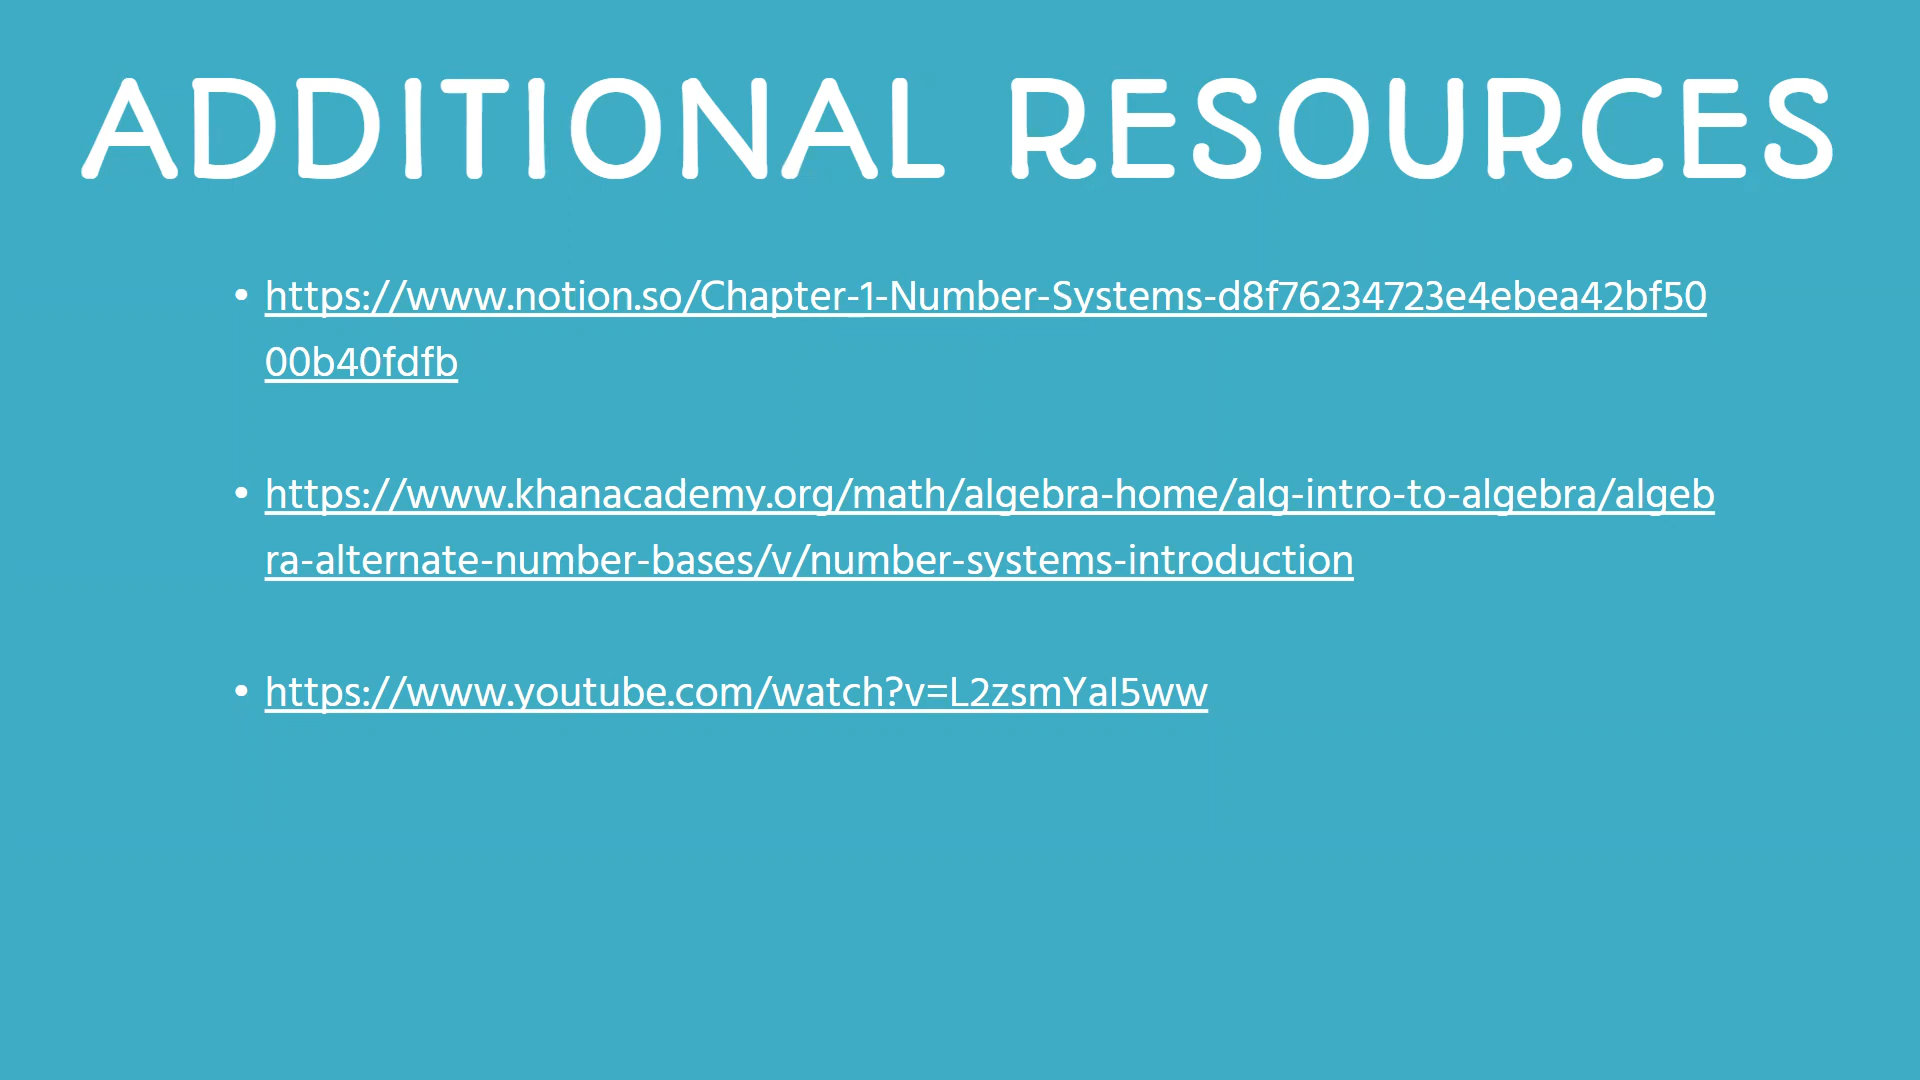 ADDITIONAL RESOURCES
• https://www.notion.so/Chapter-1-Number-Systems-d8f76234723e4ebea42bf50
00b40fdfb
• https://www.khanacademy.org/math/algebra-home/alg-intro-to-algebra/algeb
ra-alternate-number-bases/v/number-systems-introduction
• https://www.youtube.com/watch?v=L2zsmYaI5ww